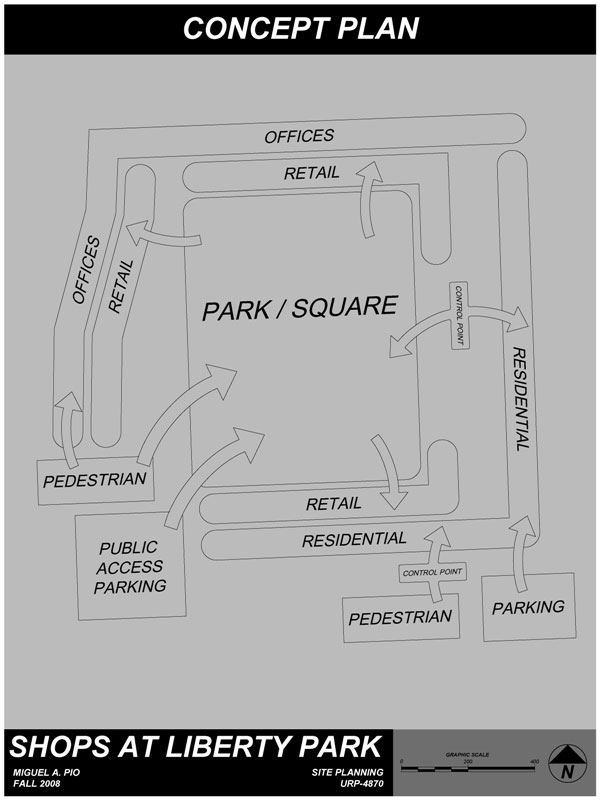 CONCEPT PLAN
OFFICES
RETAIL
OFFICES
RETAIL
PARK / SQUARE
CONTROL POINT
RESIDENTIAL
PEDESTRIAN
RETAIL
RESIDENTIAL
PUBLIC
ACCESS
PARKING
CONTROL POINT
PEDESTRIAN
PARKING
SHOPS AT LIBERTY PARK
MIGUEL A. PIO
FALL 2008
SITE PLANNING
URP-4870
GRAPHIC SCALE
0 200 400
N